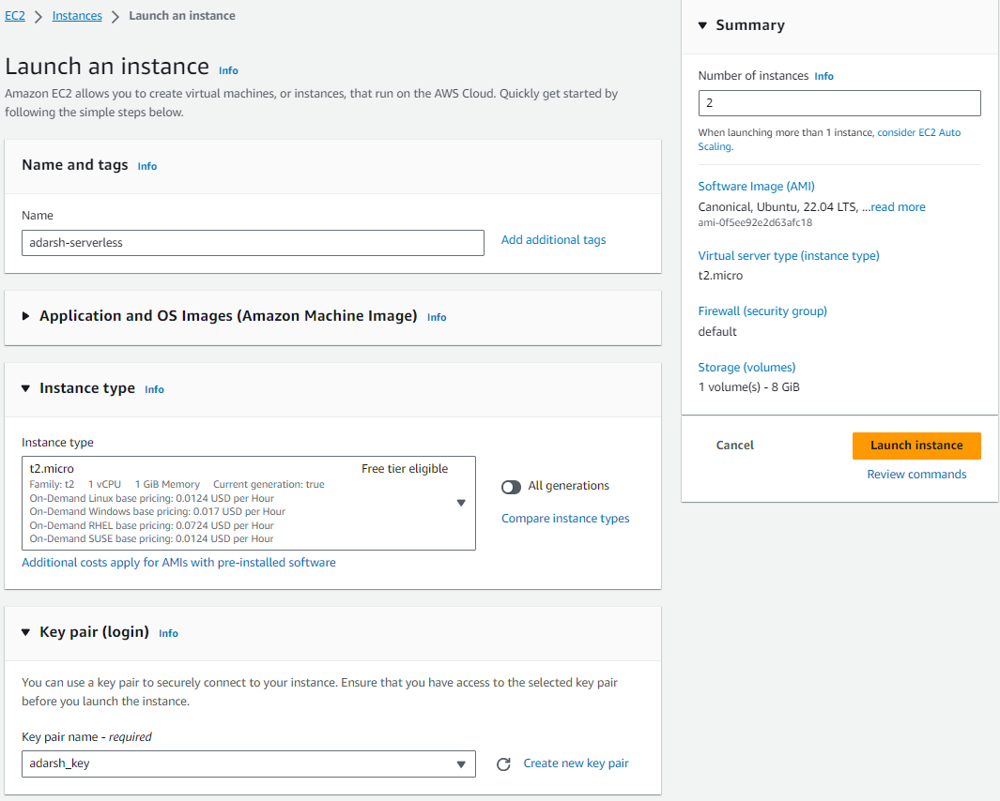 EC2 > Instances > Launch an instance
Launch an instance Info
Amazon EC2 allows you to create virtual machines, or instances, that run on the AWS Cloud. Quickly get started by
following the simple steps below.
Name and tags Info
Name
adarsh-serverless
Add additional tags
Application and OS Images (Amazon Machine Image) Info
Instance type Info
Instance type
t2.micro Free tier eligible
Family: t2 1 vCPU 1 GiB Memory Current generation: true
On-Demand Linux base pricing: 0.0124 USD per Hour
On-Demand Windows base pricing: 0.017 USD per Hour
On-Demand RHEL base pricing: 0.0724 USD per Hour
On-Demand SUSE base pricing: 0.0124 USD per Hour
All generations
Compare instance types
Additional costs apply for AMIs with pre-installed software
Key pair (login) Info
You can use a key pair to securely connect to your instance. Ensure that you have access to the selected key pair
before you launch the instance.
Key pair name - required
adarsh_key
Create new key pair
Summary
Number of instances Info
2
When launching more than 1 instance, consider EC2 Auto
Scaling.
Software Image (AMI)
Canonical, Ubuntu, 22.04 LTS, ...read more
ami-0f5ee92e2d63afc18
Virtual server type (instance type)
t2.micro
Firewall (security group)
default
Storage (volumes)
1 volume(s) - 8 GiB
Cancel
Launch instance
Review commands